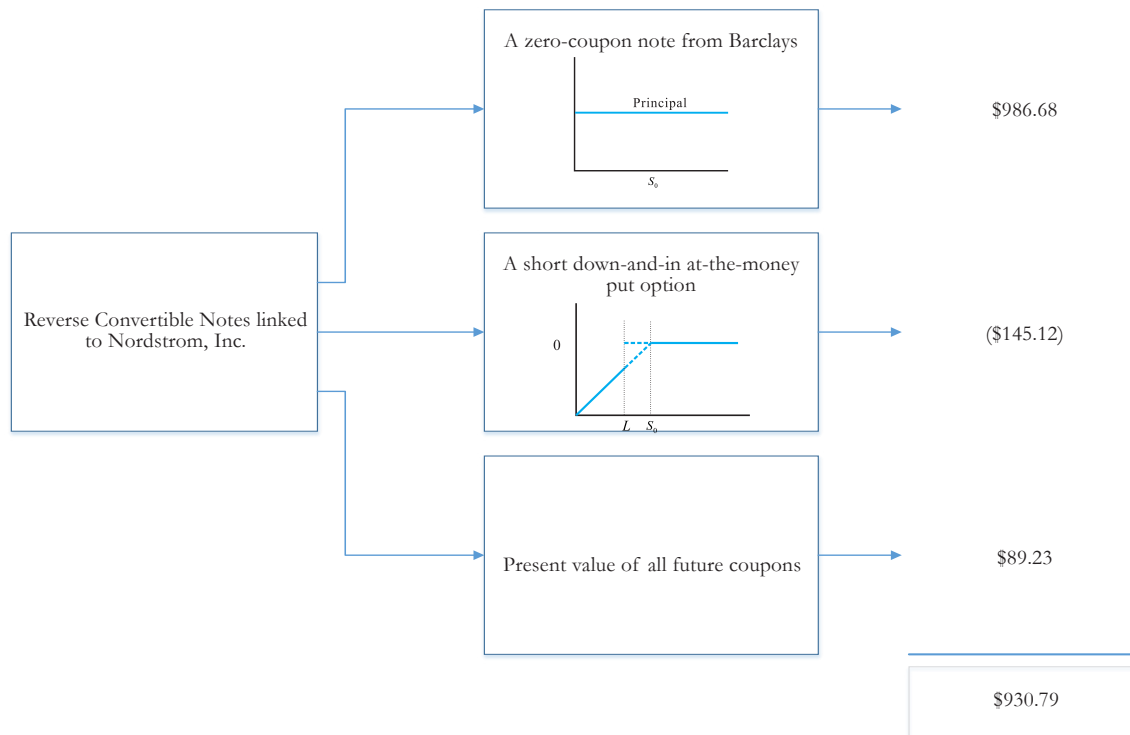 A zero-coupon note from Barclays
Principal
S₀
$986.68
Reverse Convertible Notes linked
to Nordstrom, Inc.
A short down-and-in at-the-money
put option
0
L S₀
($145.12)
Present value of all future coupons
$89.23
$930.79